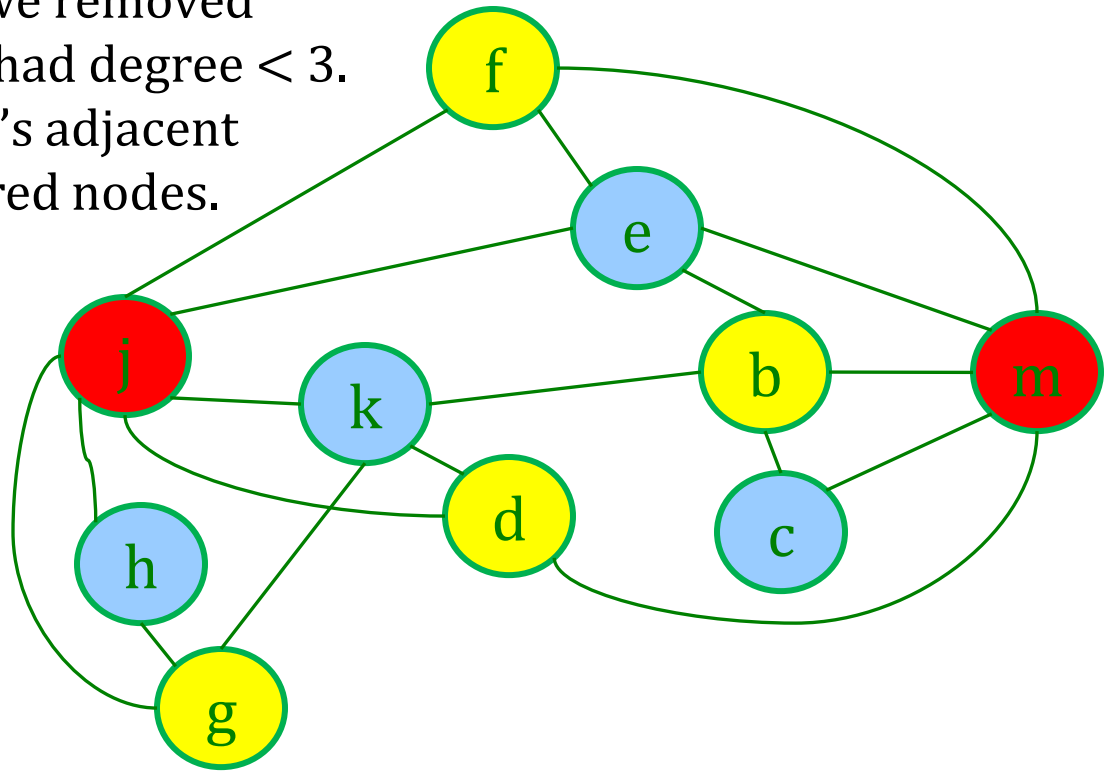 ve removed
had degree < 3.
's adjacent
red nodes.
f
e
j
k
b
m
d
c
h
g